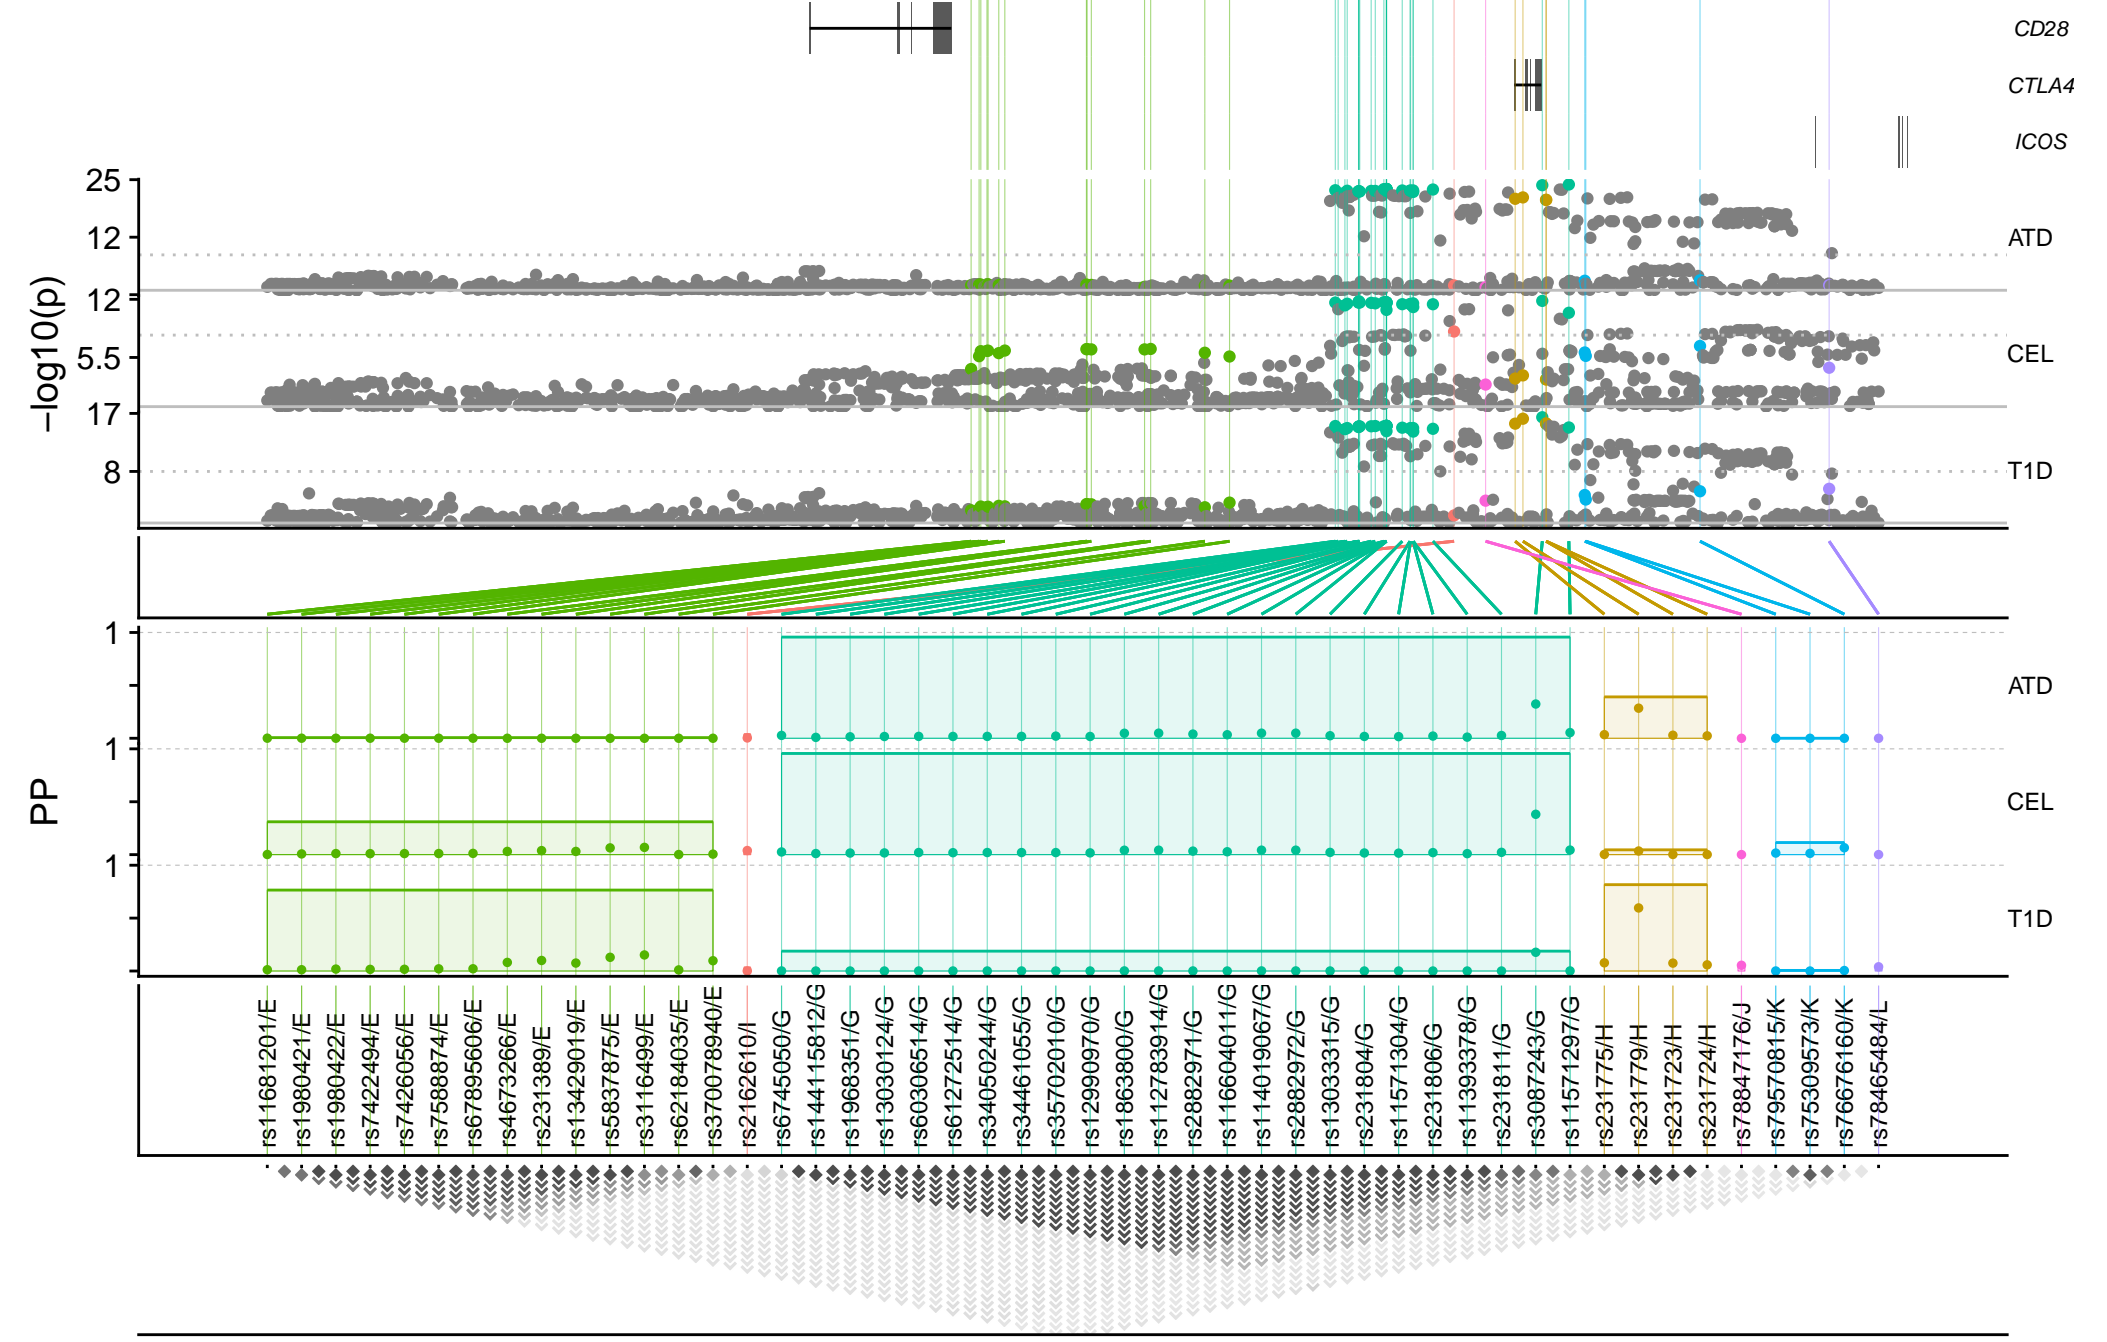 CD28
CTLA4
ICOS
25
12
ATD
12
5.5
CEL
17
8
T1D
−log10(p)
1
ATD
1
CEL
1
T1D
PP
rs11681201/E
rs1980421/E
rs1980422/E
rs7422494/E
rs7426056/E
rs7588874/E
rs67895606/E
rs4673266/E
rs231389/E
rs13429019/E
rs58377875/E
rs3116499/E
rs62184035/E
rs370078940/E
rs2162610/I
rs6745050/G
rs144115812/G
rs1968351/G
rs13030124/G
rs60306514/G
rs61272514/G
rs34050244/G
rs34461055/G
rs35702010/G
rs12990970/G
rs1863800/G
rs112783914/G
rs28829971/G
rs116604011/G
rs114019067/G
rs28829972/G
rs13033315/G
rs231804/G
rs11571304/G
rs231806/G
rs11393378/G
rs231811/G
rs3087243/G
rs11571297/G
rs231775/H
rs231779/H
rs231723/H
rs231724/H
rs78847176/J
rs79570815/K
rs75309573/K
rs76676160/K
rs78465484/L